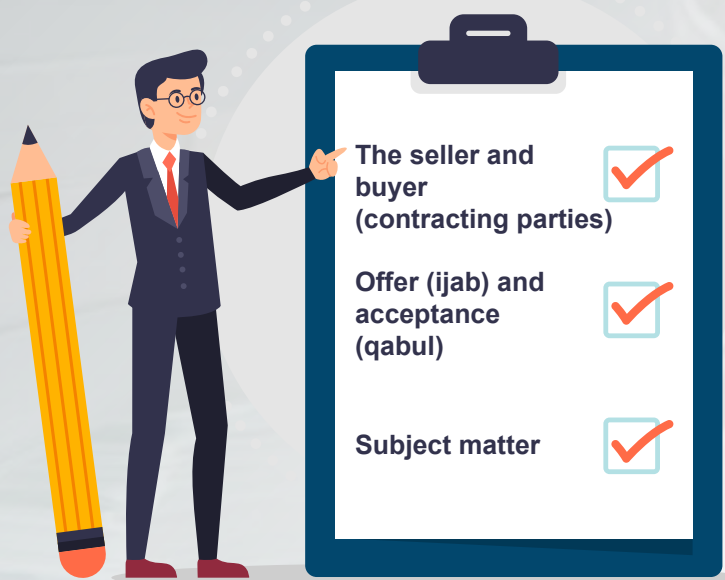 The seller and
buyer
(contracting parties)
Offer (ijab) and
acceptance
(qabul)
Subject matter